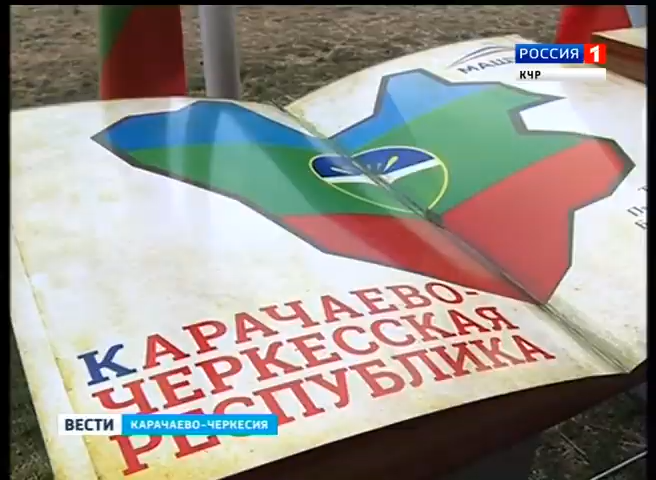 РОССИЯ 1
КЧР
КАРАЧАЕВО-
ЧЕРКЕССКАЯ
РЕСПУБЛИКА
ВЕСТИ КАРАЧАЕВО-ЧЕРКЕСИЯ